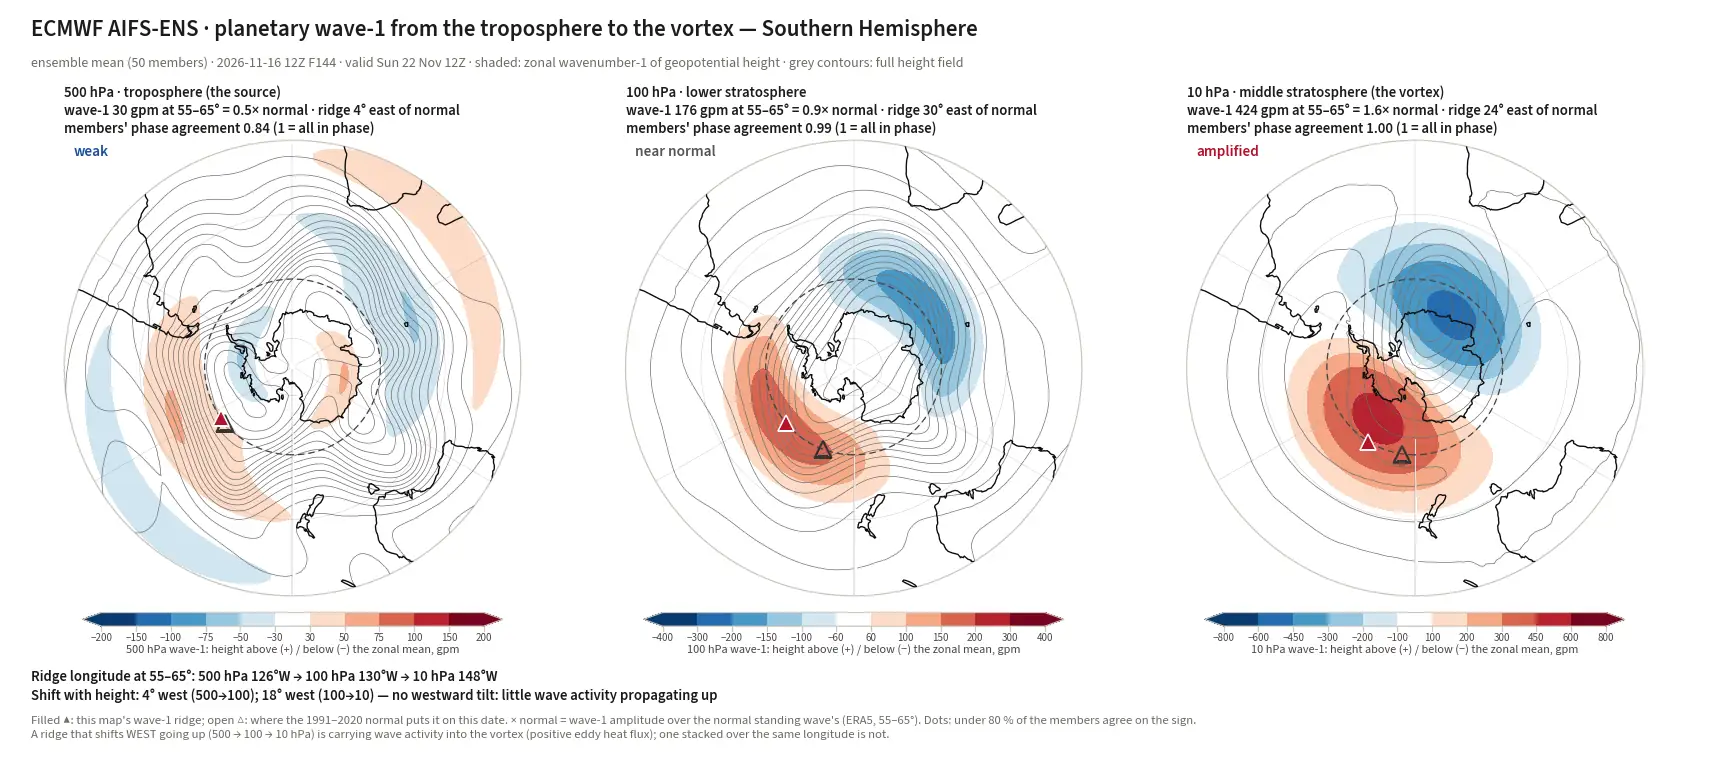 ECMWF AIFS-ENS · planetary wave-1 from the troposphere to the vortex — Southern Hemisphere
ensemble mean (50 members) · 2026-11-16 12Z F144 · valid Sun 22 Nov 12Z · shaded: zonal wavenumber-1 of geopotential height · grey contours: full height field
500 hPa · troposphere (the source)
wave-1 30 gpm at 55–65° = 0.5× normal · ridge 4° east of normal
members' phase agreement 0.84 (1 = all in phase)
weak
100 hPa · lower stratosphere
wave-1 176 gpm at 55–65° = 0.9× normal · ridge 30° east of normal
members' phase agreement 0.99 (1 = all in phase)
near normal
10 hPa · middle stratosphere (the vortex)
wave-1 424 gpm at 55–65° = 1.6× normal · ridge 24° east of normal
members' phase agreement 1.00 (1 = all in phase)
amplified
−200 −150 −100 −75 −50 −30 30 50 75 100 150 200
500 hPa wave-1: height above (+) / below (−) the zonal mean, gpm
−400 −300 −200 −150 −100 −60 60 100 150 200 300 400
100 hPa wave-1: height above (+) / below (−) the zonal mean, gpm
−800 −600 −450 −300 −200 −100 100 200 300 450 600 800
10 hPa wave-1: height above (+) / below (−) the zonal mean, gpm
Ridge longitude at 55–65°: 500 hPa 126°W → 100 hPa 130°W → 10 hPa 148°W
Shift with height: 4° west (500→100); 18° west (100→10) — no westward tilt: little wave activity propagating up
Filled ▲: this map's wave-1 ridge; open △: where the 1991–2020 normal puts it on this date. × normal = wave-1 amplitude over the normal standing wave's (ERA5, 55–65°). Dots: under 80 % of the members agree on the sign.
A ridge that shifts WEST going up (500 → 100 → 10 hPa) is carrying wave activity into the vortex (positive eddy heat flux); one stacked over the same longitude is not.